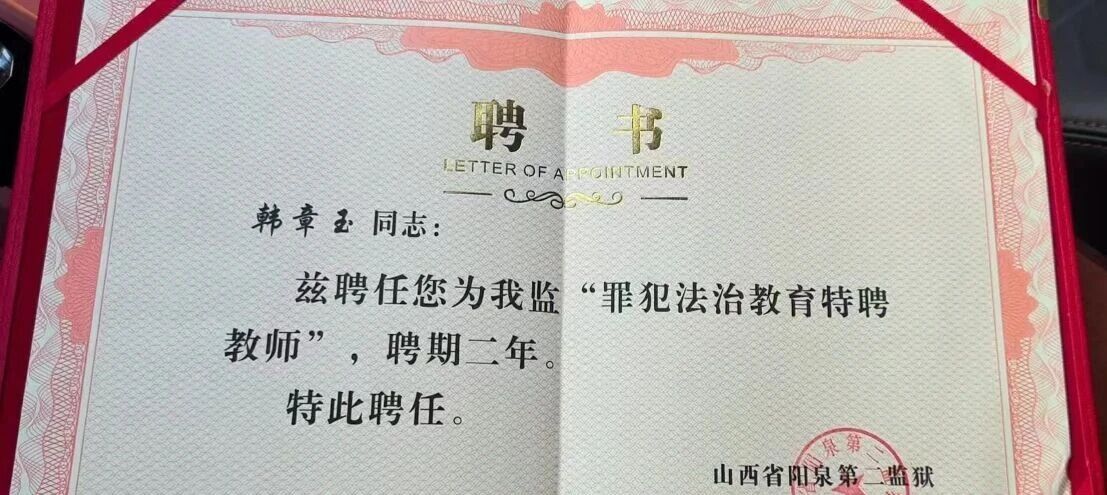 聘 书
LETTER OF APPOINTMENT
韩章玉 同志：
兹聘任您为我监“罪犯法治教育特聘
教师”，聘期二年。
特此聘任。
山西省阳泉第二监狱